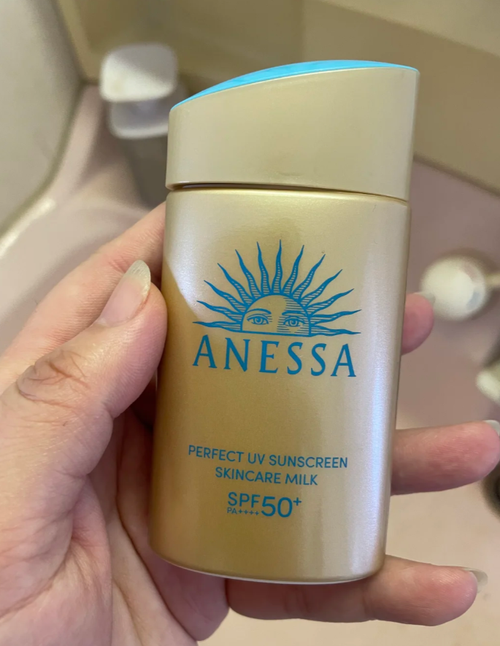 ANESSA
PERFECT UV SUNSCREEN
SKINCARE MILK
SPF50+
PA++++